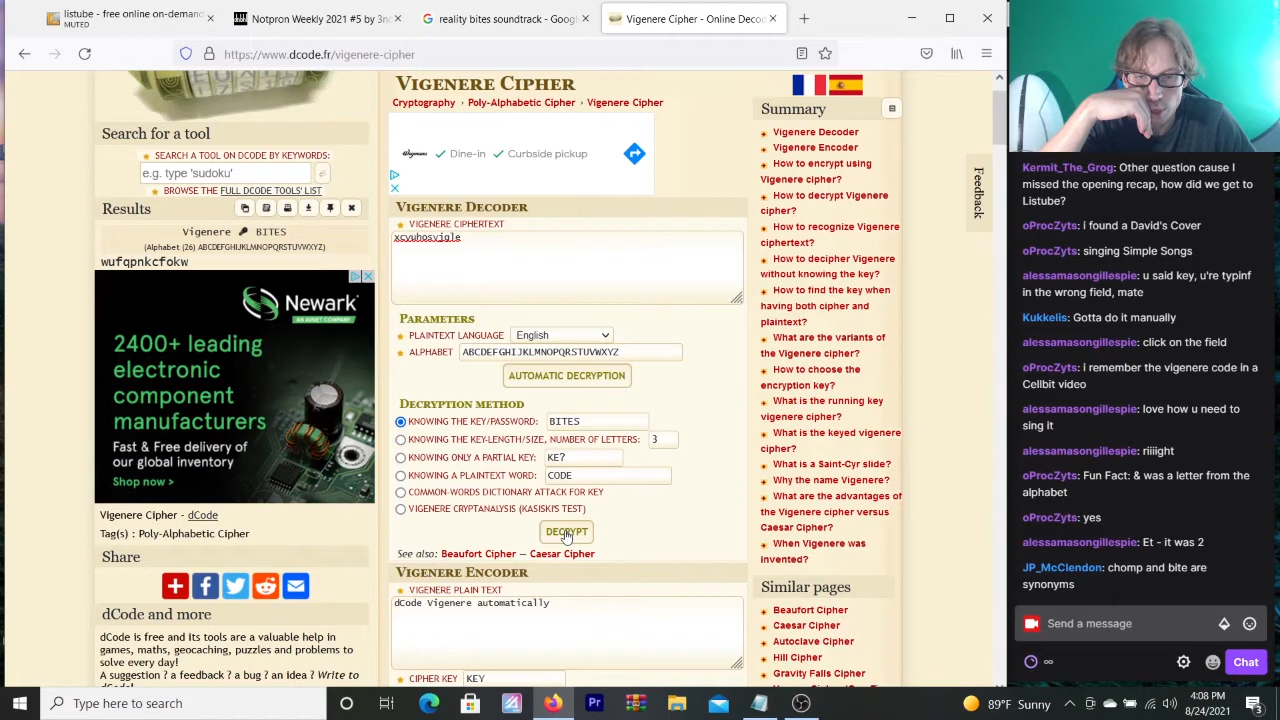 listube - free online on-demand
MUTED
Notpron Weekly 2021 #5 by 3n
reality bites soundtrack - Googl
Vigenere Cipher - Online Decod
https://www.dcode.fr/vigenere-cipher
Search for a tool
SEARCH A TOOL ON DCODE BY KEYWORDS:
e.g. type 'sudoku'
BROWSE THE FULL DCODE TOOLS' LIST
Results
Vigenere BITES
(Alphabet (26) ABCDEFGHIJKLMNOPQRSTUVWXYZ)
wufqpnkcfokw
Newark
AN AVNET COMPANY
2400+ leading
electronic
component
manufacturers
Fast & Free delivery of
our global inventory
Shop now >
Vigenere Cipher - dCode
Tag(s) : Poly-Alphabetic Cipher
Share
dCode and more
dCode is free and its tools are a valuable help in
games, maths, geocaching, puzzles and problems to
solve every day!
A suggestion ? a feedback ? a bug ? an idea ? Write to
dCode!
VIGENERE CIPHER
Cryptography › Poly-Alphabetic Cipher › Vigenere Cipher
Wegmans
Dine-in Curbside pickup
VIGENERE DECODER
VIGENERE CIPHERTEXT
PARAMETERS
PLAINTEXT LANGUAGE English
ALPHABET ABCDEFGHIJKLMNOPQRSTUVWXYZ
AUTOMATIC DECRYPTION
DECRYPTION METHOD
KNOWING THE KEY/PASSWORD: BITES
KNOWING THE KEY-LENGTH/SIZE, NUMBER OF LETTERS: 3
KNOWING ONLY A PARTIAL KEY: KE?
KNOWING A PLAINTEXT WORD: CODE
COMMON-WORDS DICTIONARY ATTACK FOR KEY
VIGENERE CRYPTANALYSIS (KASISKI'S TEST)
DECRYPT
See also: Beaufort Cipher — Caesar Cipher
VIGENERE ENCODER
VIGENERE PLAIN TEXT
dCode Vigenere automatically
CIPHER KEY KEY
Summary
Vigenere Decoder
Vigenere Encoder
How to encrypt using
Vigenere cipher?
How to decrypt Vigenere
cipher?
How to recognize Vigenere
ciphertext?
How to decipher Vigenere
without knowing the key?
How to find the key when
having both cipher and
plaintext?
What are the variants of
the Vigenere cipher?
How to choose the
encryption key?
What is the running key
vigenere cipher?
What is the keyed vigenere
cipher?
What is a Saint-Cyr slide?
Why the name Vigenere?
What are the advantages of
the Vigenere cipher versus
Caesar Cipher?
When Vigenere was
invented?
Similar pages
Beaufort Cipher
Caesar Cipher
Autoclave Cipher
Hill Cipher
Gravity Falls Cipher
Feedback
Kermit_The_Grog: Other question cause I
missed the opening recap, how did we get to
Listube?
oProcZyts: i found a David's Cover
oProcZyts: singing Simple Songs
alessamasongillespie: u said key, u're typinf
in the wrong field, mate
Kukkelis: Gotta do it manually
alessamasongillespie: click on the field
oProcZyts: i remember the vigenere code in a
Cellbit video
alessamasongillespie: love how u need to
sing it
alessamasongillespie: riiiight
oProcZyts: Fun Fact: & was a letter from the
alphabet
oProcZyts: yes
alessamasongillespie: Et - it was 2
JP_McClendon: chomp and bite are
synonyms
Send a message
Chat
Type here to search
89°F Sunny
4:08 PM
8/24/2021
3